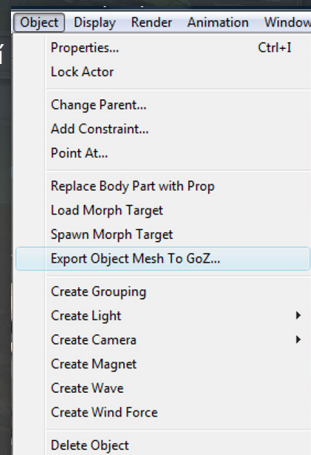 Object Display Render Animation Window
Properties... Ctrl+I
Lock Actor
Change Parent...
Add Constraint...
Point At...
Replace Body Part with Prop
Load Morph Target
Spawn Morph Target
Export Object Mesh To GoZ...
Create Grouping
Create Light
Create Camera
Create Magnet
Create Wave
Create Wind Force
Delete Object